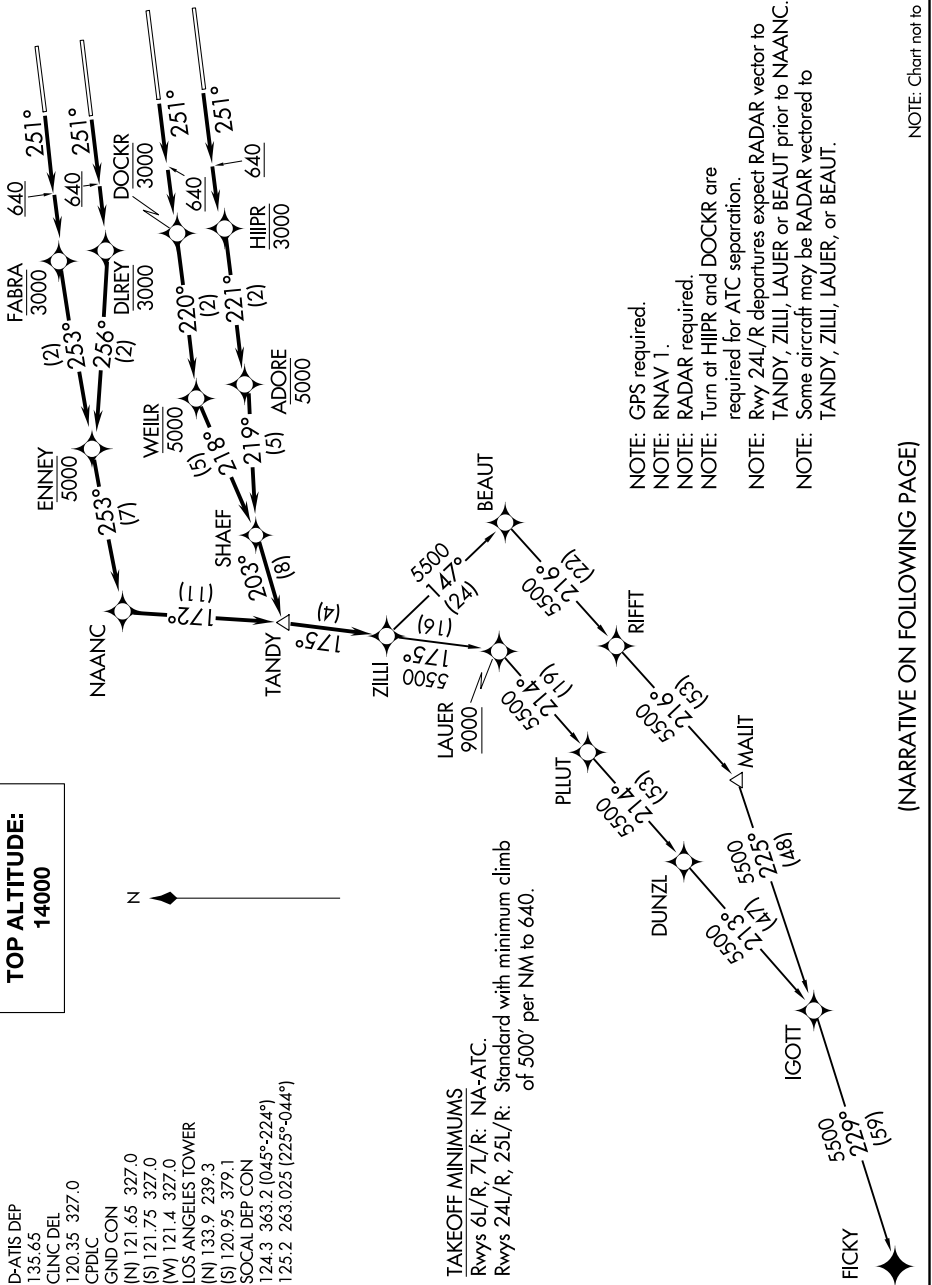 TOP ALTITUDE:
14000
D-ATIS DEP
135.65
CLNC DEL
120.35 327.0
CPDLC
GND CON
(N) 121.65 327.0
(S) 121.75 327.0
(W) 121.4 327.0
LOS ANGELES TOWER
(N) 133.9 239.3
(S) 120.95 379.1
SOCAL DEP CON
124.3 363.2 (045°-224°)
125.2 263.025 (225°-044°)
N
TAKEOFF MINIMUMS
Rwys 6L/R, 7L/R: NA-ATC.
Rwys 24L/R, 25L/R: Standard with minimum climb
of 500' per NM to 640.
251°
640
FABRA
3000
251°
640
DLREY
3000
251°
640
DOCKR
3000
251°
640
HIIPR
3000
(2)
253°
256°
(2)
220°
(2)
221°
(2)
ENNEY
5000
WEILR
5000
ADORE
5000
253°
(7)
(5)
218°
219°
(5)
SHAEF
203°
(8)
NAANC
172°
(11)
TANDY
175°
(4)
ZILLI
5500
147°
(24)
BEAUT
5500
175°
(16)
LAUER
9000
5500
216°
(22)
RIFFT
5500
214°
(19)
PLLUT
5500
216°
(53)
MALIT
5500
214°
(53)
DUNZL
5500
225°
(48)
5500
213°
(47)
IGOTT
5500
229°
(59)
FICKY
NOTE: GPS required.
NOTE: RNAV 1.
NOTE: RADAR required.
NOTE: Turn at HIIPR and DOCKR are
required for ATC separation.
NOTE: Rwy 24L/R departures expect RADAR vector to
TANDY, ZILLI, LAUER or BEAUT prior to NAANC.
NOTE: Some aircraft may be RADAR vectored to
TANDY, ZILLI, LAUER, or BEAUT.
(NARRATIVE ON FOLLOWING PAGE)
NOTE: Chart not to